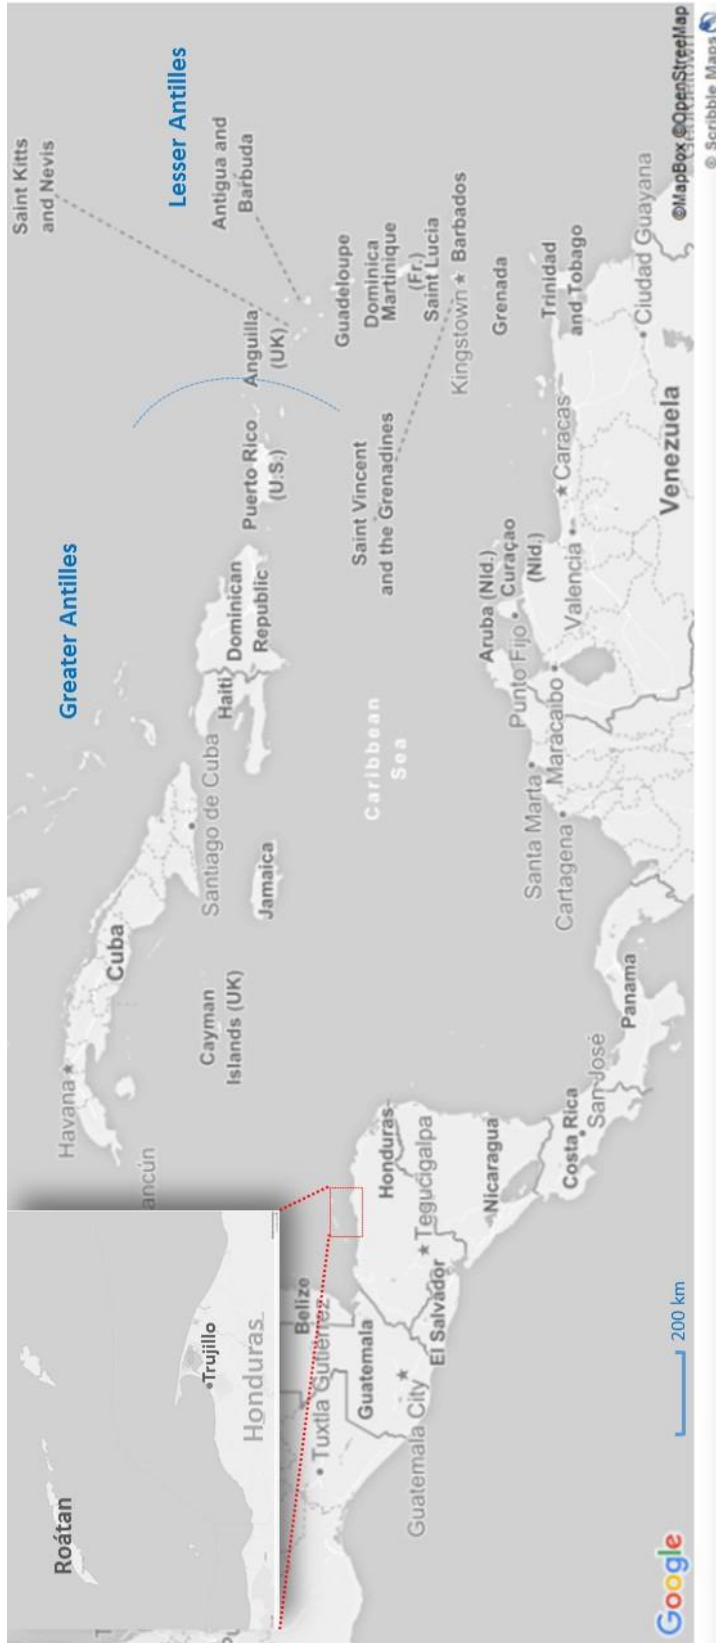 Saint Kitts
and Nevis
Lesser Antilles
Antigua and
Barbuda
Greater Antilles
Anguilla
(UK)
Puerto Rico
(U.S.)
Guadeloupe
Dominica
Martinique
(Fr.)
Saint Lucia
Kingstown
Barbados
Grenada
Trinidad
and Tobago
Saint Vincent
and the Grenadines
Dominican
Republic
Haiti
Santiago de Cuba
Cuba
Havana
Jamaica
Cayman
Islands (UK)
Caribbean
Sea
Aruba (Nld.)
Curaçao
(Nld.)
Punto Fijo
Santa Marta
Cartagena
Maracaibo
Valencia
Caracas
Venezuela
Ciudad Guayana
ancún
Roátan
Trujillo
Honduras
Belize
Tuxtla Gutiérrez
Guatemala
Guatemala City
El Salvador
Honduras
Tegucigalpa
Nicaragua
Costa Rica
San José
Panama
200 km
Google
©MapBox ©OpenStreetMap
© Scribble Maps